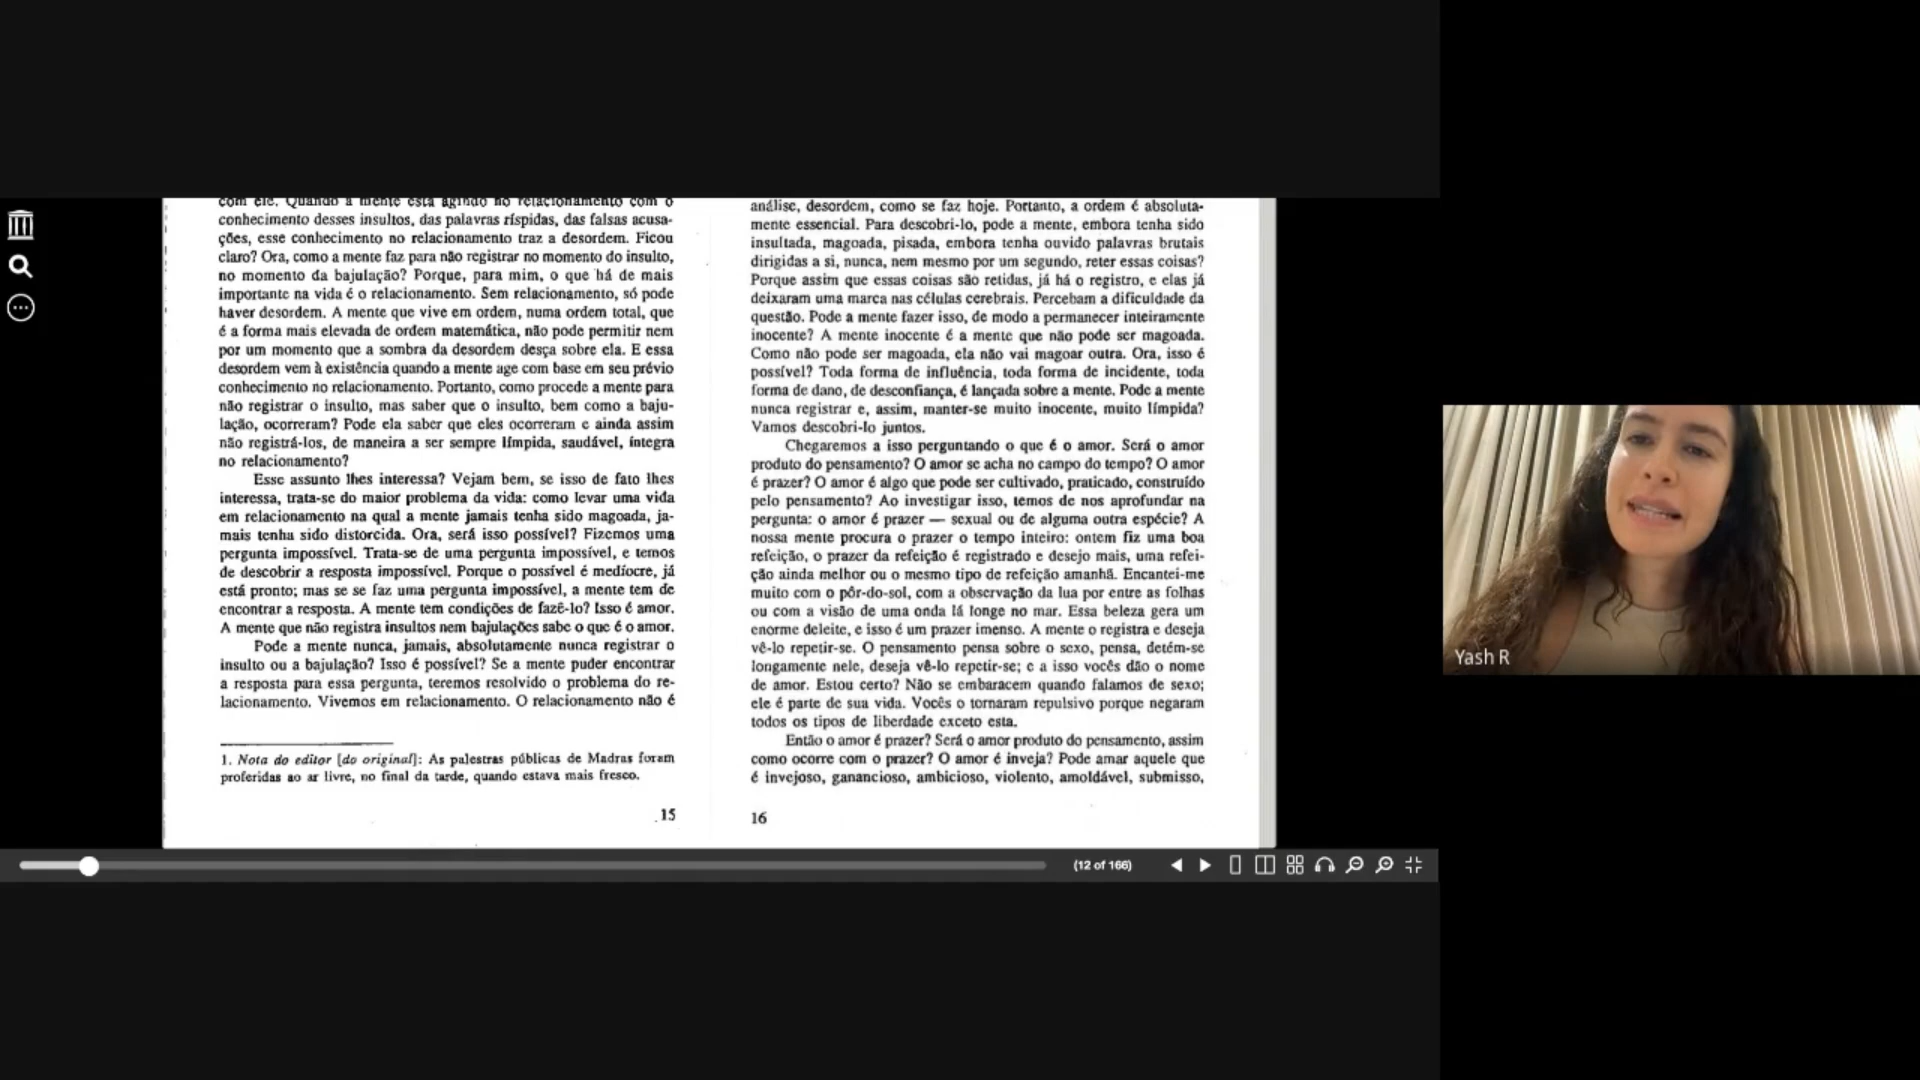 com ele. Quando a mente está agindo no relacionamento com o
conhecimento desses insultos, das palavras ríspidas, das falsas acusa-
ções, esse conhecimento no relacionamento traz a desordem. Ficou
claro? Ora, como a mente faz para não registrar no momento do insulto,
no momento da bajulação? Porque, para mim, o que há de mais
importante na vida é o relacionamento. Sem relacionamento, só pode
haver desordem. A mente que vive em ordem, numa ordem total, que
é a forma mais elevada de ordem matemática, não pode permitir nem
por um momento que a sombra da desordem desça sobre ela. E essa
desordem vem à existência quando a mente age com base em seu prévio
conhecimento no relacionamento. Portanto, como procede a mente para
não registrar o insulto, mas saber que o insulto, bem como a baju-
lação, ocorreram? Pode ela saber que eles ocorreram e ainda assim
não registrá-los, de maneira a ser sempre límpida, saudável, íntegra
no relacionamento?
Esse assunto lhes interessa? Vejam bem, se isso de fato lhes
interessa, trata-se do maior problema da vida: como levar uma vida
em relacionamento na qual a mente jamais tenha sido magoada, ja-
mais tenha sido distorcida. Ora, será isso possível? Fizemos uma
pergunta impossível. Trata-se de uma pergunta impossível, e temos
de descobrir a resposta impossível. Porque o possível é medíocre, já
está pronto; mas se se faz uma pergunta impossível, a mente tem de
encontrar a resposta. A mente tem condições de fazê-lo? Isso é amor.
A mente que não registra insultos nem bajulações sabe o que é o amor.
Pode a mente nunca, jamais, absolutamente nunca registrar o
insulto ou a bajulação? Isso é possível? Se a mente puder encontrar
a resposta para essa pergunta, teremos resolvido o problema do re-
lacionamento. Vivemos em relacionamento. O relacionamento não é
1. Nota do editor [do original]: As palestras públicas de Madras foram
proferidas ao ar livre, no final da tarde, quando estava mais fresco.
15
análise, desordem, como se faz hoje. Portanto, a ordem é absoluta-
mente essencial. Para descobri-lo, pode a mente, embora tenha sido
insultada, magoada, pisada, embora tenha ouvido palavras brutais
dirigidas a si, nunca, nem mesmo por um segundo, reter essas coisas?
Porque assim que essas coisas são retidas, já há o registro, e elas já
deixaram uma marca nas células cerebrais. Percebam a dificuldade da
questão. Pode a mente fazer isso, de modo a permanecer inteiramente
inocente? A mente inocente é a mente que não pode ser magoada.
Como não pode ser magoada, ela não vai magoar outra. Ora, isso é
possível? Toda forma de influência, toda forma de incidente, toda
forma de dano, de desconfiança, é lançada sobre a mente. Pode a mente
nunca registrar e, assim, manter-se muito inocente, muito límpida?
Vamos descobri-lo juntos.
Chegaremos a isso perguntando o que é o amor. Será o amor
produto do pensamento? O amor se acha no campo do tempo? O amor
é prazer? O amor é algo que pode ser cultivado, praticado, construído
pelo pensamento? Ao investigar isso, temos de nos aprofundar na
pergunta: o amor é prazer — sexual ou de alguma outra espécie? A
nossa mente procura o prazer o tempo inteiro: ontem fiz uma boa
refeição, o prazer da refeição é registrado e desejo mais, uma refei-
ção ainda melhor ou o mesmo tipo de refeição amanhã. Encantei-me
muito com o pôr-do-sol, com a observação da lua por entre as folhas
ou com a visão de uma onda lá longe no mar. Essa beleza gera um
enorme deleite, e isso é um prazer imenso. A mente o registra e deseja
vê-lo repetir-se. O pensamento pensa sobre o sexo, pensa, detém-se
longamente nele, deseja vê-lo repetir-se; e a isso vocês dão o nome
de amor. Estou certo? Não se embaracem quando falamos de sexo;
ele é parte de sua vida. Vocês o tornaram repulsivo porque negaram
todos os tipos de liberdade exceto esta.
Então o amor é prazer? Será o amor produto do pensamento, assim
como ocorre com o prazer? O amor é inveja? Pode amar aquele que
é invejoso, ganancioso, ambicioso, violento, amoldável, submisso,
16
(12 of 166)
Yash R